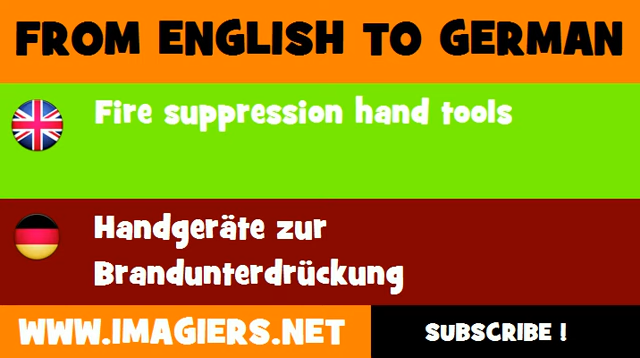 FROM ENGLISH TO GERMAN
Fire suppression hand tools
Handgeräte zur
Brandunterdrückung
WWW.IMAGIERS.NET
SUBSCRIBE !